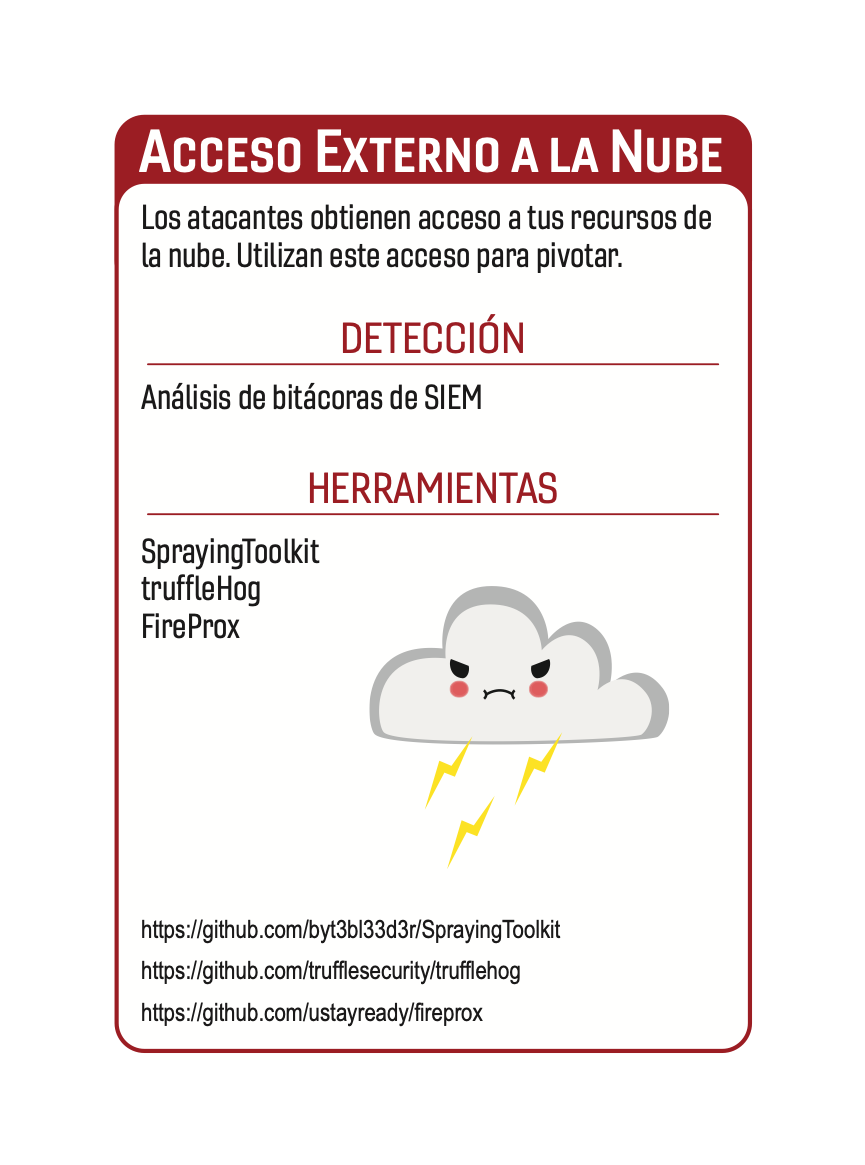 Acceso Externo a la Nube
Los atacantes obtienen acceso a tus recursos de
la nube. Utilizan este acceso para pivotar.
DETECCIÓN
Análisis de bitácoras de SIEM
HERRAMIENTAS
SprayingToolkit
truffleHog
FireProx
https://github.com/byt3bl33d3r/SprayingToolkit
https://github.com/trufflesecurity/trufflehog
https://github.com/ustayready/fireprox